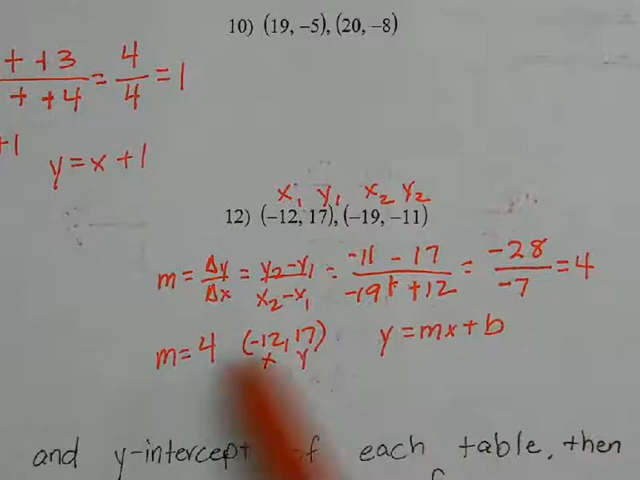 10) (19, −5), (20, −8)
+ +3 / + +4 = 4/4 = 1
+1 y = x + 1
x₁ y₁ x₂ y₂
12) (−12, 17), (−19, −11)
m = Δy/Δx = y₂−y₁/x₂−x₁ = −11 − 17/−19 + +12 = −28/−7 = 4
m = 4 (−12, 17) y = mx + b
x y
and y-intercept of each table, then